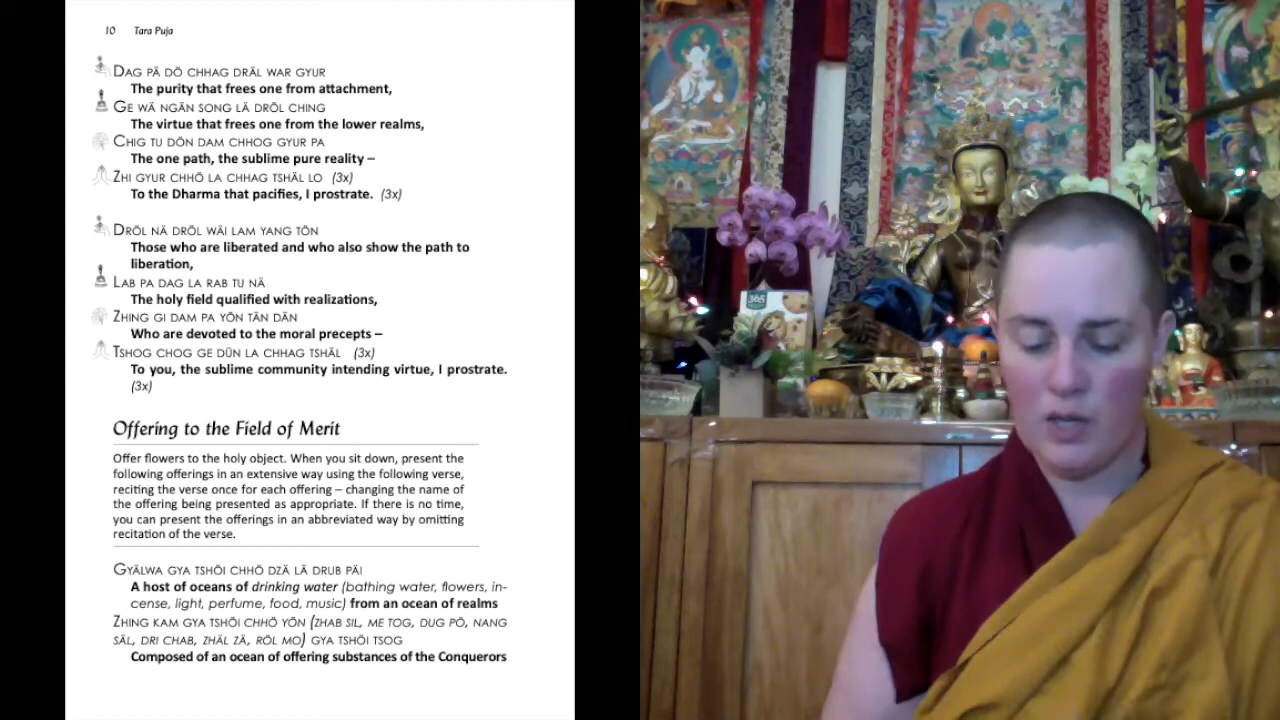 10 Tara Puja
DAG PÄ DÖ CHHAG DRÄL WAR GYUR
The purity that frees one from attachment,
GE WÄ NGÄN SONG LÄ DRÖL CHING
The virtue that frees one from the lower realms,
CHIG TU DÖN DAM CHHOG GYUR PA
The one path, the sublime pure reality –
ZHI GYUR CHHÖ LA CHHAG TSHÄL LO (3x)
To the Dharma that pacifies, I prostrate. (3x)
DRÖL NÄ DRÖL WÄI LAM YANG TÖN
Those who are liberated and who also show the path to
liberation,
LAB PA DAG LA RAB TU NÄ
The holy field qualified with realizations,
ZHING GI DAM PA YÖN TÄN DÄN
Who are devoted to the moral precepts –
TSHOG CHOG GE DÜN LA CHHAG TSHÄL (3x)
To you, the sublime community intending virtue, I prostrate.
(3x)
Offering to the Field of Merit
Offer flowers to the holy object. When you sit down, present the
following offerings in an extensive way using the following verse,
reciting the verse once for each offering – changing the name of
the offering being presented as appropriate. If there is no time,
you can present the offerings in an abbreviated way by omitting
recitation of the verse.
GYÄLWA GYA TSHÖI CHHÖ DZÄ LÄ DRUB PÄI
A host of oceans of drinking water (bathing water, flowers, in-
cense, light, perfume, food, music) from an ocean of realms
ZHING KAM GYA TSHÖI CHHÖ YÖN (ZHAB SIL, ME TOG, DUG PÖ, NANG
SÄL, DRI CHAB, ZHÄL ZÄ, RÖL MO) GYA TSHÖI TSOG
Composed of an ocean of offering substances of the Conquerors
365